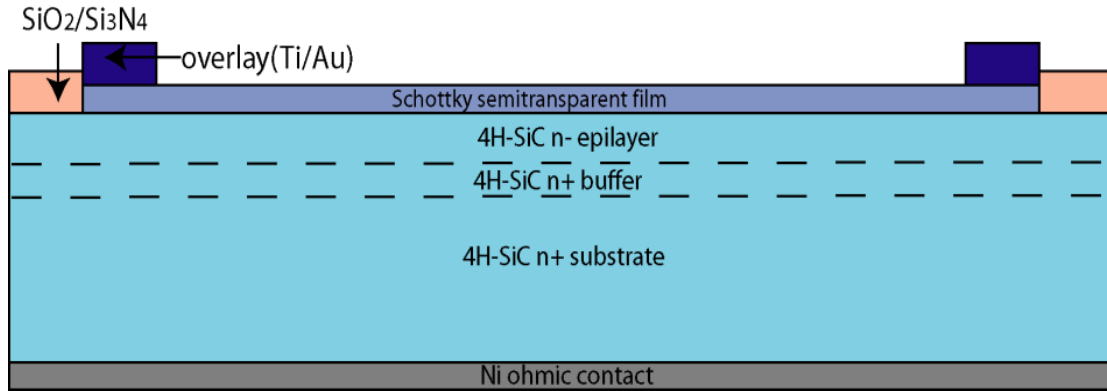 SiO₂/Si₃N₄
overlay(Ti/Au)
Schottky semitransparent film
4H-SiC n- epilayer
4H-SiC n+ buffer
4H-SiC n+ substrate
Ni ohmic contact